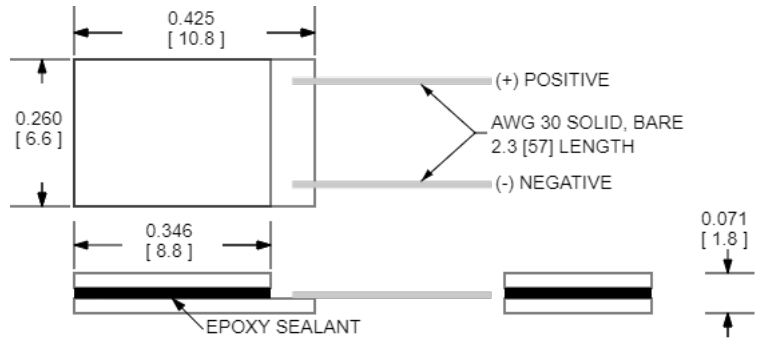 0.425
[ 10.8 ]
(+) POSITIVE
0.260
[ 6.6 ]
AWG 30 SOLID, BARE
2.3 [57] LENGTH
(-) NEGATIVE
0.346
[ 8.8 ]
0.071
[ 1.8 ]
EPOXY SEALANT